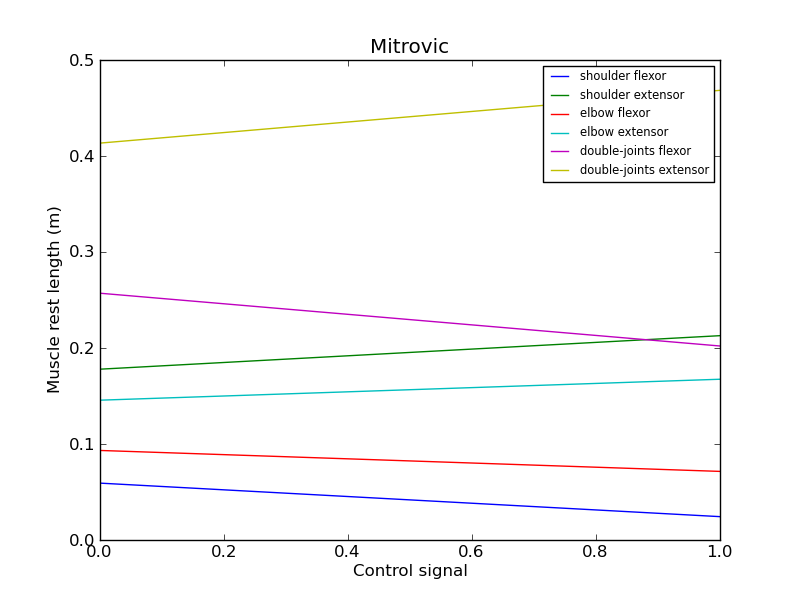 Mitrovic
0.5
0.4
0.3
0.2
0.1
0.0
Muscle rest length (m)
shoulder flexor
shoulder extensor
elbow flexor
elbow extensor
double-joints flexor
double-joints extensor
0.0 0.2 0.4 0.6 0.8 1.0
Control signal